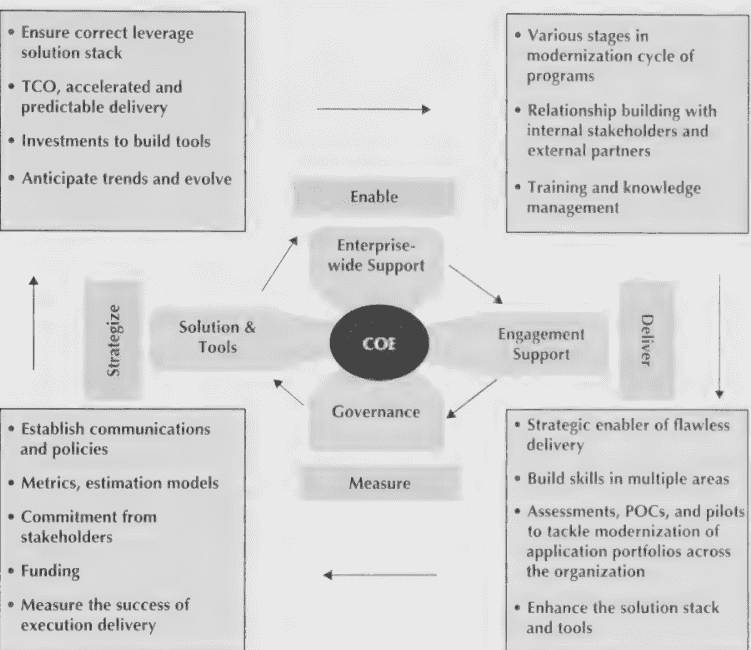 • Ensure correct leverage
solution stack
• TCO, accelerated and
predictable delivery
• Investments to build tools
• Anticipate trends and evolve
• Various stages in
modernization cycle of
programs
• Relationship building with
internal stakeholders and
external partners
• Training and knowledge
management
Enable
Enterprise-
wide Support
Strategize
Solution &
Tools
COE
Engagement
Support
Deliver
Governance
Measure
• Establish communications
and policies
• Metrics, estimation models
• Commitment from
stakeholders
• Funding
• Measure the success of
execution delivery
• Strategic enabler of flawless
delivery
• Build skills in multiple areas
• Assessments, POCs, and pilots
to tackle modernization of
application portfolios across
the organization
• Enhance the solution stack
and tools